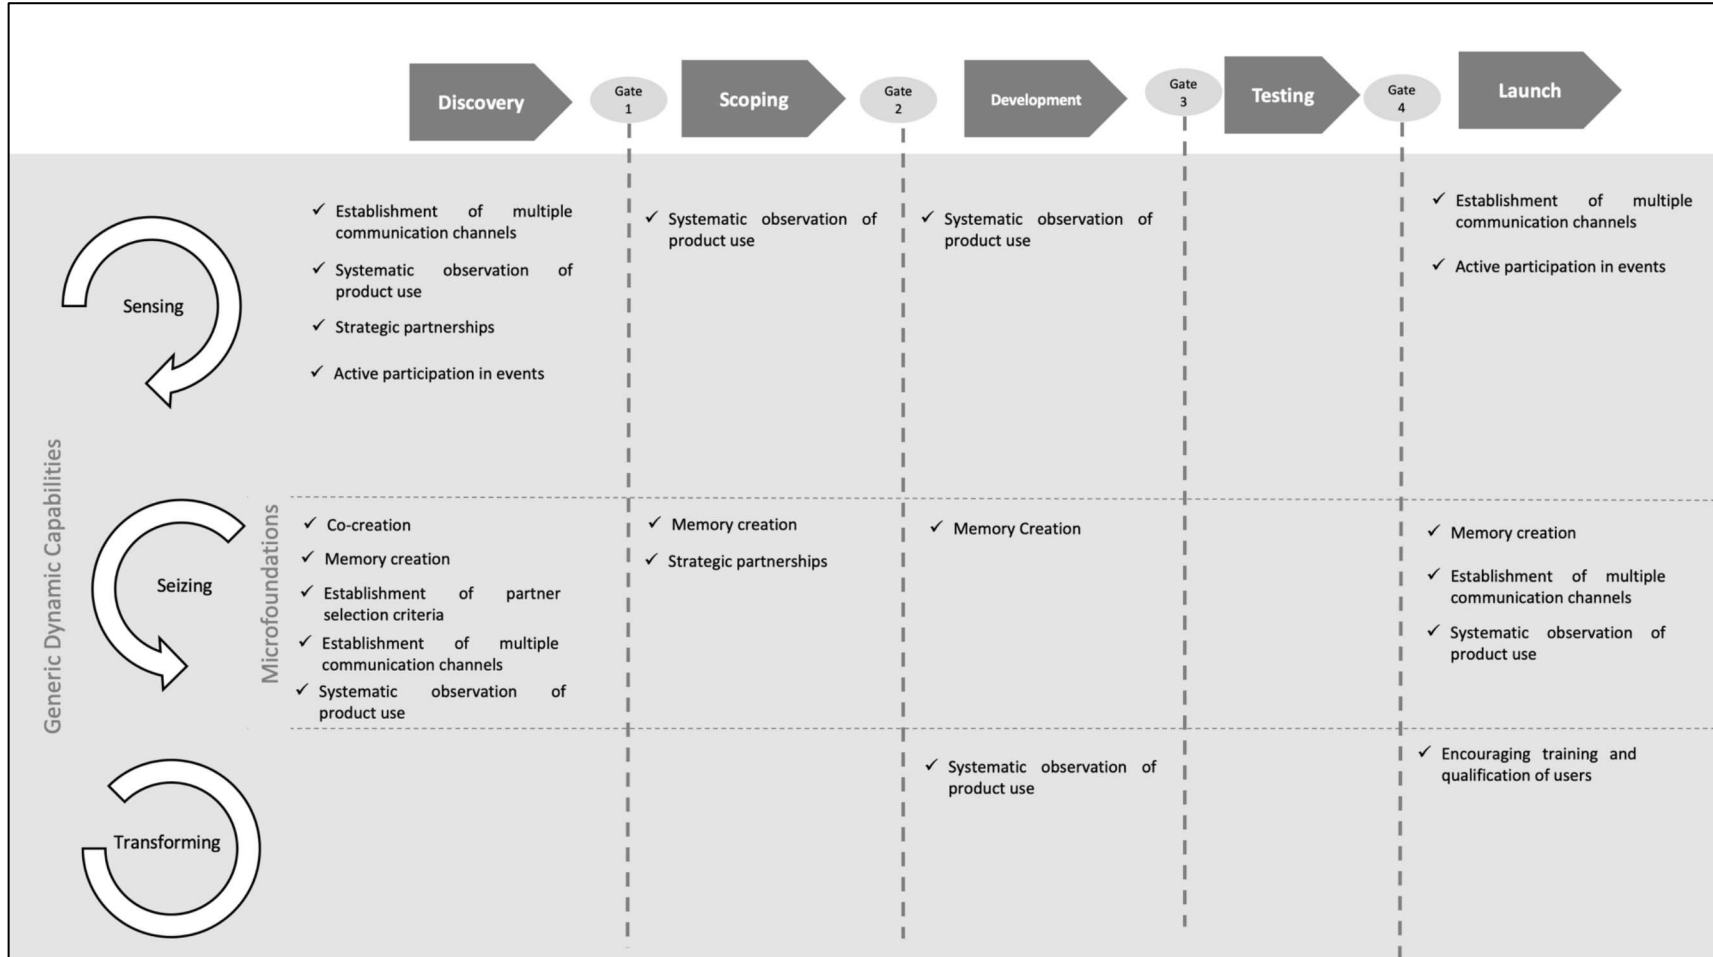 Discovery
Gate
1
Scoping
Gate
2
Development
Gate
3
Testing
Gate
4
Launch
Generic Dynamic Capabilities
Microfoundations
Sensing
✓ Establishment of multiple
communication channels
✓ Systematic observation of
product use
✓ Strategic partnerships
✓ Active participation in events
✓ Systematic observation of
product use
✓ Systematic observation of
product use
✓ Establishment of multiple
communication channels
✓ Active participation in events
Seizing
✓ Co-creation
✓ Memory creation
✓ Establishment of partner
selection criteria
✓ Establishment of multiple
communication channels
✓ Systematic observation of
product use
✓ Memory creation
✓ Strategic partnerships
✓ Memory Creation
✓ Memory creation
✓ Establishment of multiple
communication channels
✓ Systematic observation of
product use
Transforming
✓ Systematic observation of
product use
✓ Encouraging training and
qualification of users